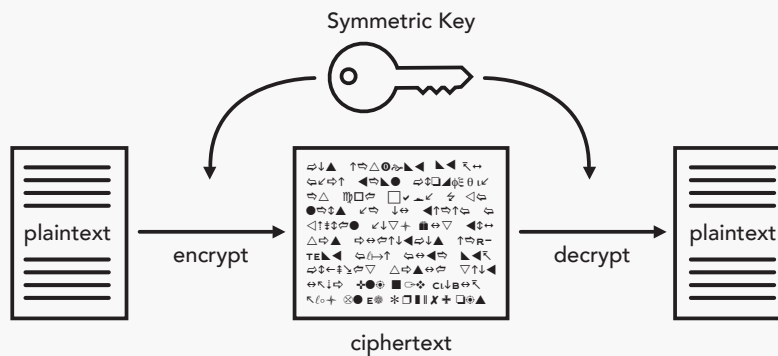 Symmetric Key
plaintext
encrypt
decrypt
plaintext
ciphertext